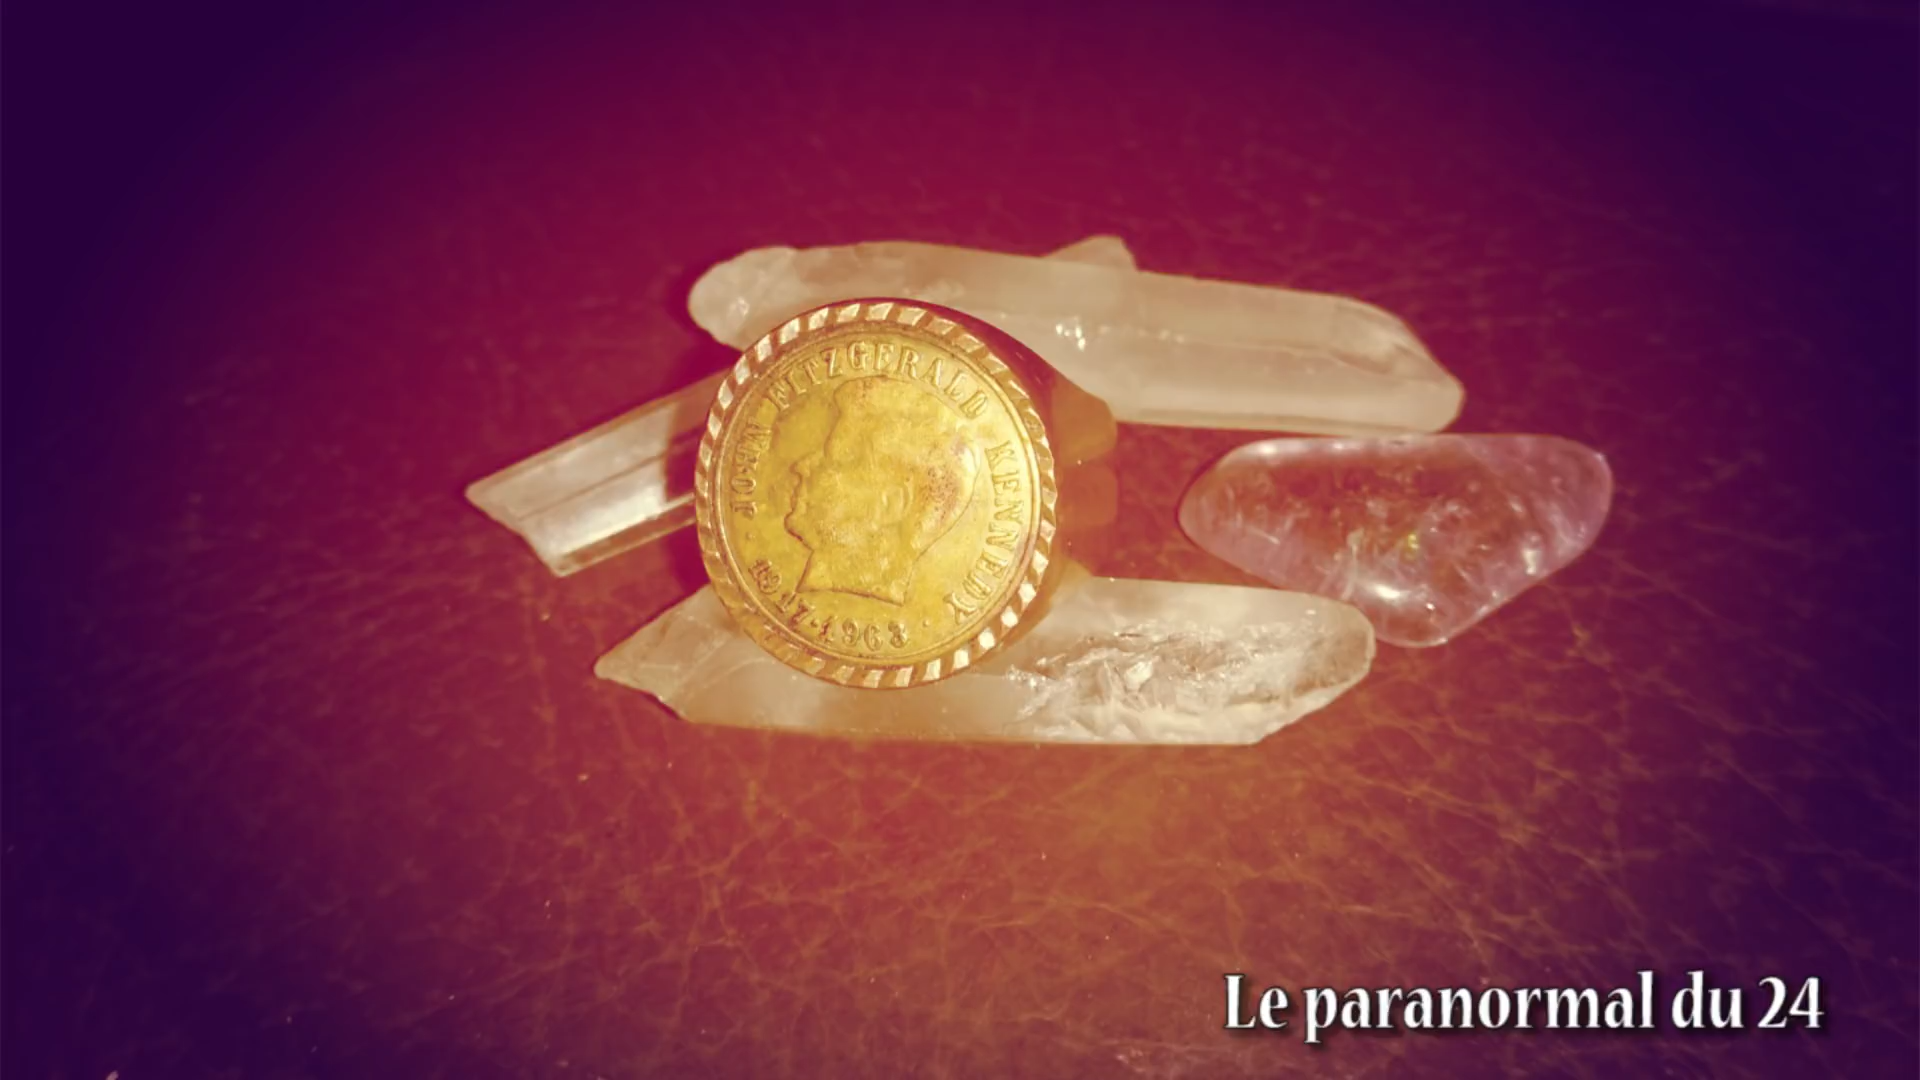 · JOHN FITZGERALD KENNEDY ·
1917-1963
Le paranormal du 24